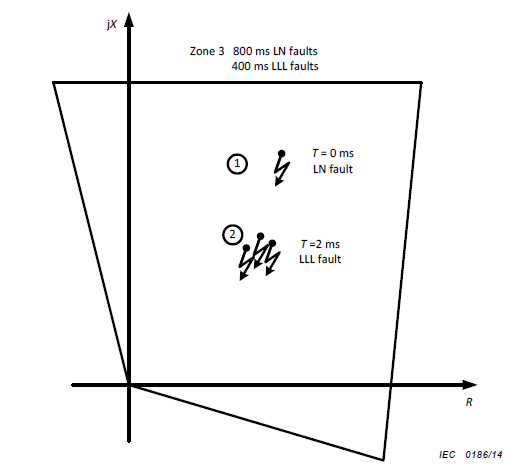 jX
Zone 3 800 ms LN faults
400 ms LLL faults
1
T = 0 ms
LN fault
2
T =2 ms
LLL fault
R
IEC 0186/14